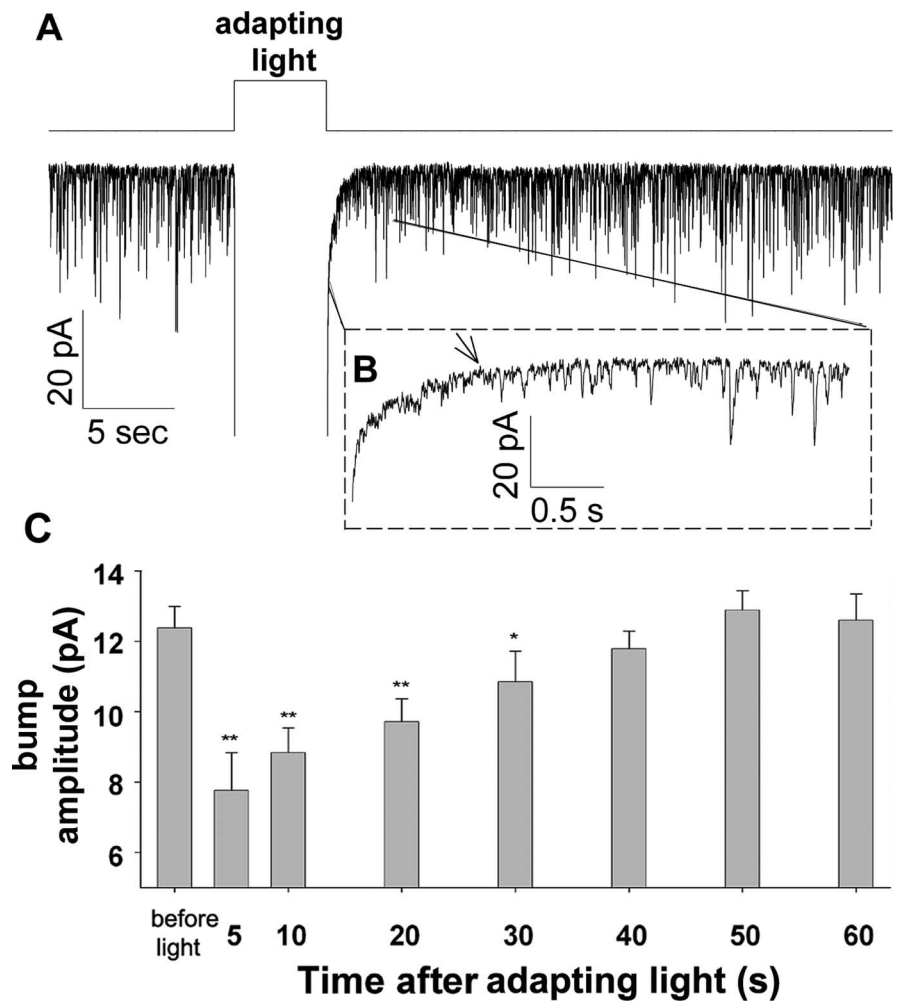 A
adapting
light
20 pA
5 sec
B
20 pA
0.5 s
C
bump
amplitude (pA)
14
12
10
8
6
**
**
**
*
before
light
5 10 20 30 40 50 60
Time after adapting light (s)